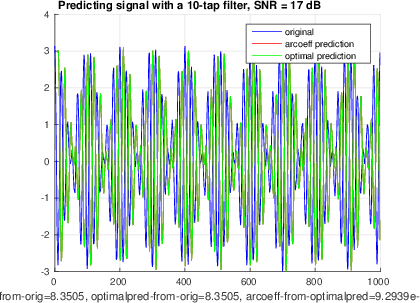 Predicting signal with a 10-tap filter, SNR = 17 dB
4
3
2
1
0
-1
-2
-3
original
arcoeff prediction
optimal prediction
0 200 400 600 800 1000
from-orig=8.3505, optimalpred-from-orig=8.3505, arcoeff-from-optimalpred=9.2939e-